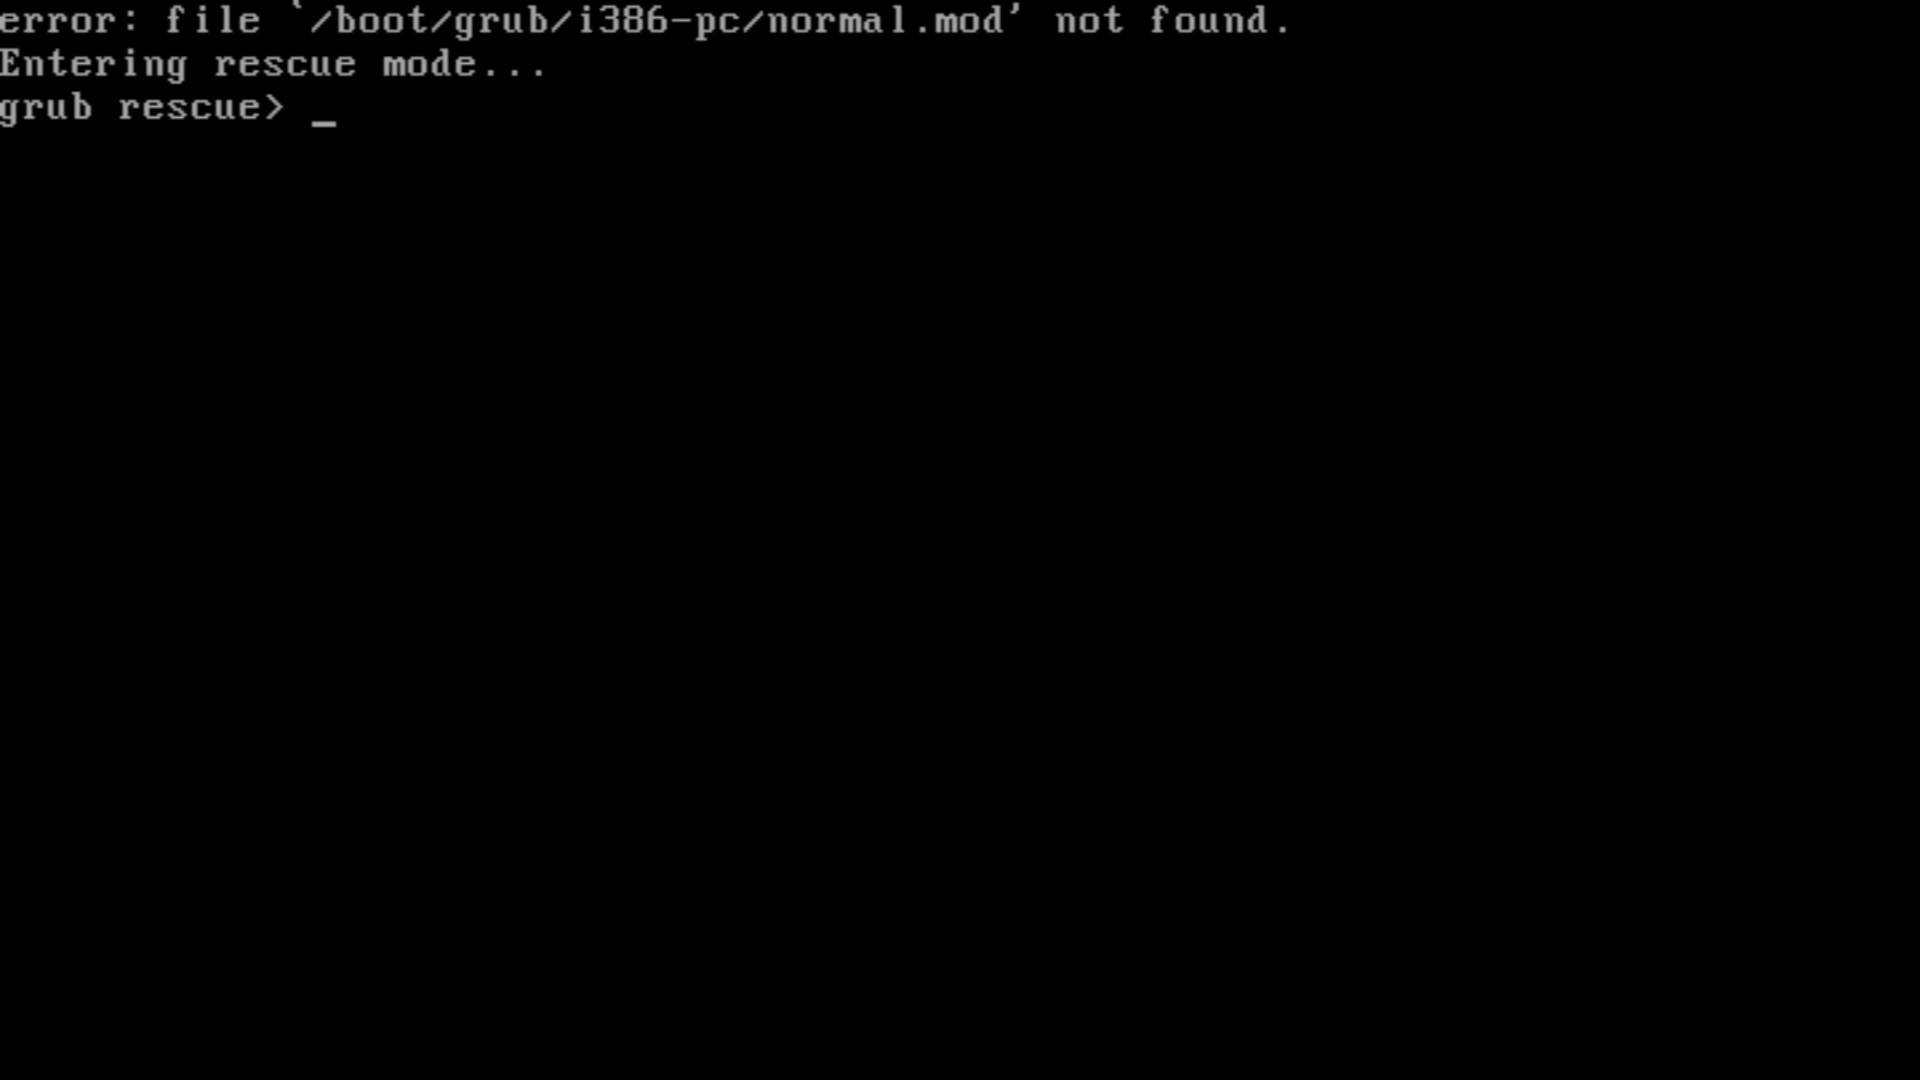 error: file `/boot/grub/i386-pc/normal.mod' not found.
Entering rescue mode...
grub rescue> _